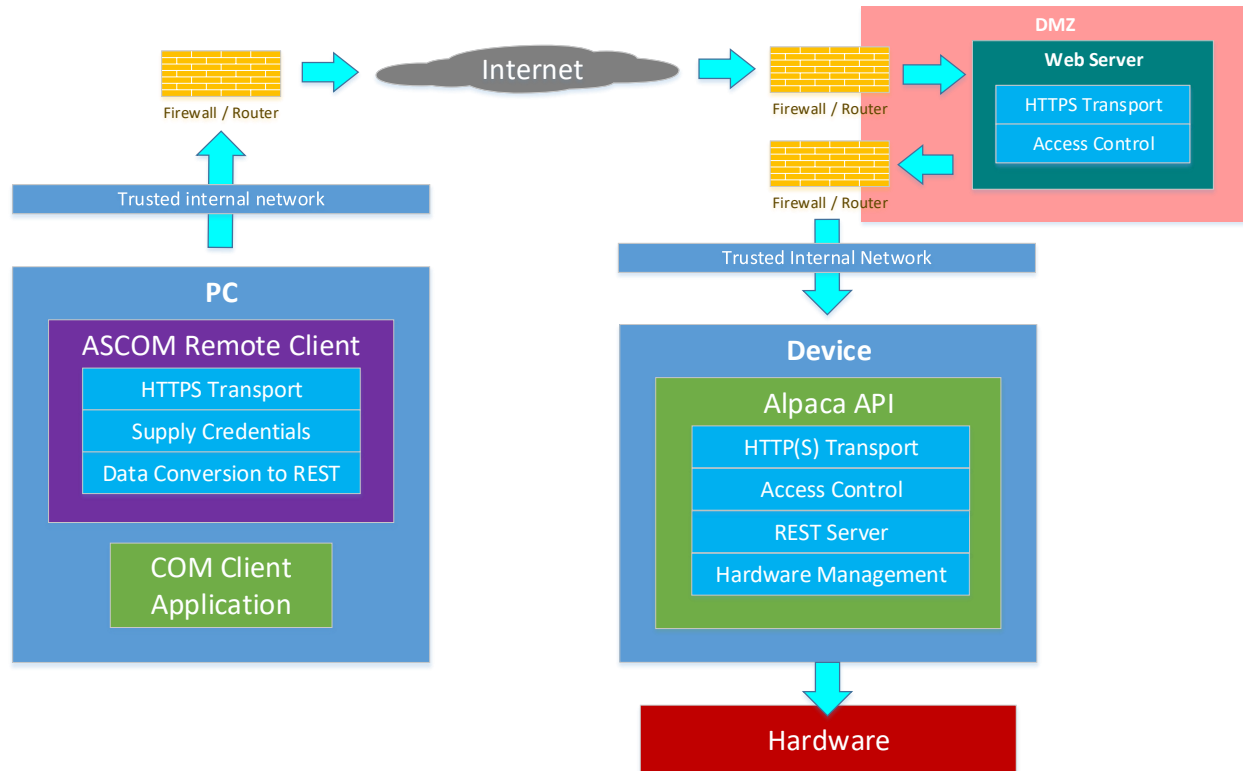 DMZ
Web Server
HTTPS Transport
Access Control
Internet
Firewall / Router
Firewall / Router
Firewall / Router
Trusted internal network
Trusted Internal Network
PC
ASCOM Remote Client
HTTPS Transport
Supply Credentials
Data Conversion to REST
COM Client
Application
Device
Alpaca API
HTTP(S) Transport
Access Control
REST Server
Hardware Management
Hardware